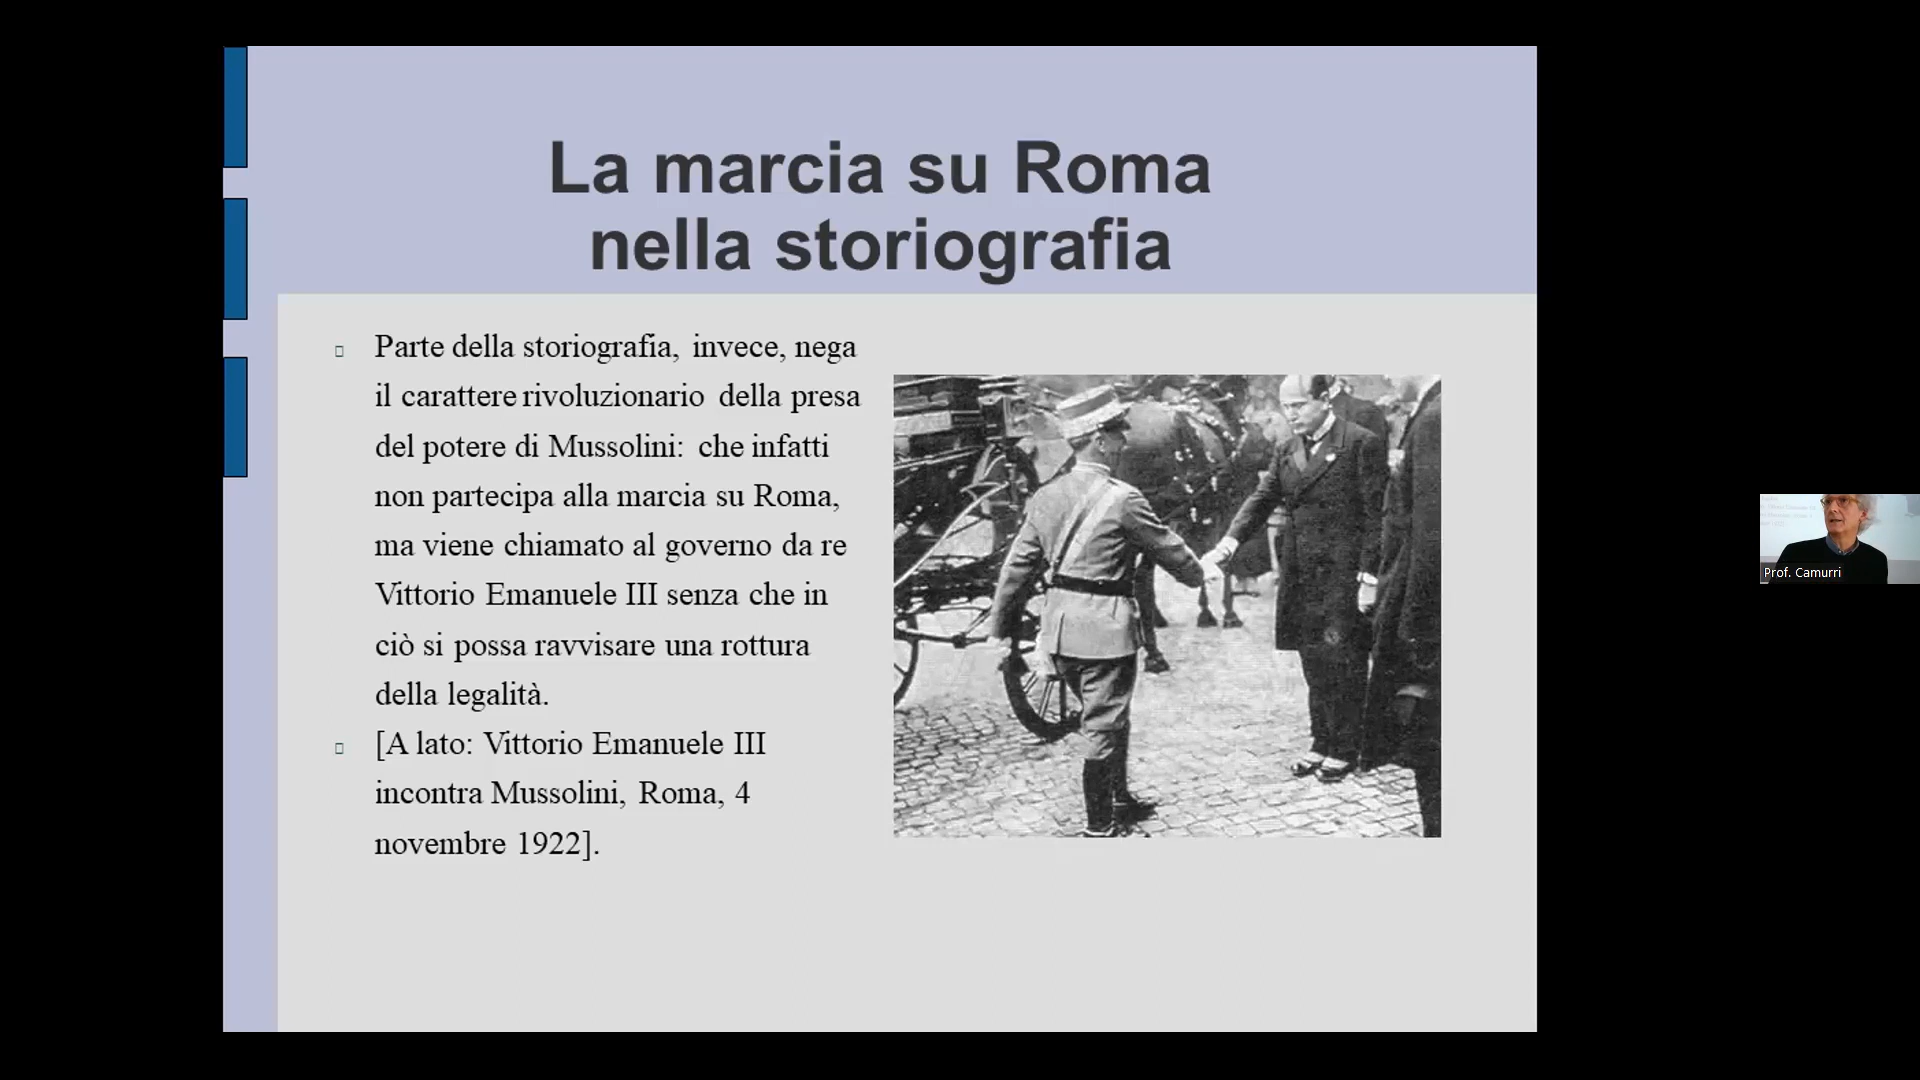 La marcia su Roma
nella storiografia
Parte della storiografia, invece, nega
il carattere rivoluzionario della presa
del potere di Mussolini: che infatti
non partecipa alla marcia su Roma,
ma viene chiamato al governo da re
Vittorio Emanuele III senza che in
ciò si possa ravvisare una rottura
della legalità.
[A lato: Vittorio Emanuele III
incontra Mussolini, Roma, 4
novembre 1922].
Prof. Camurri